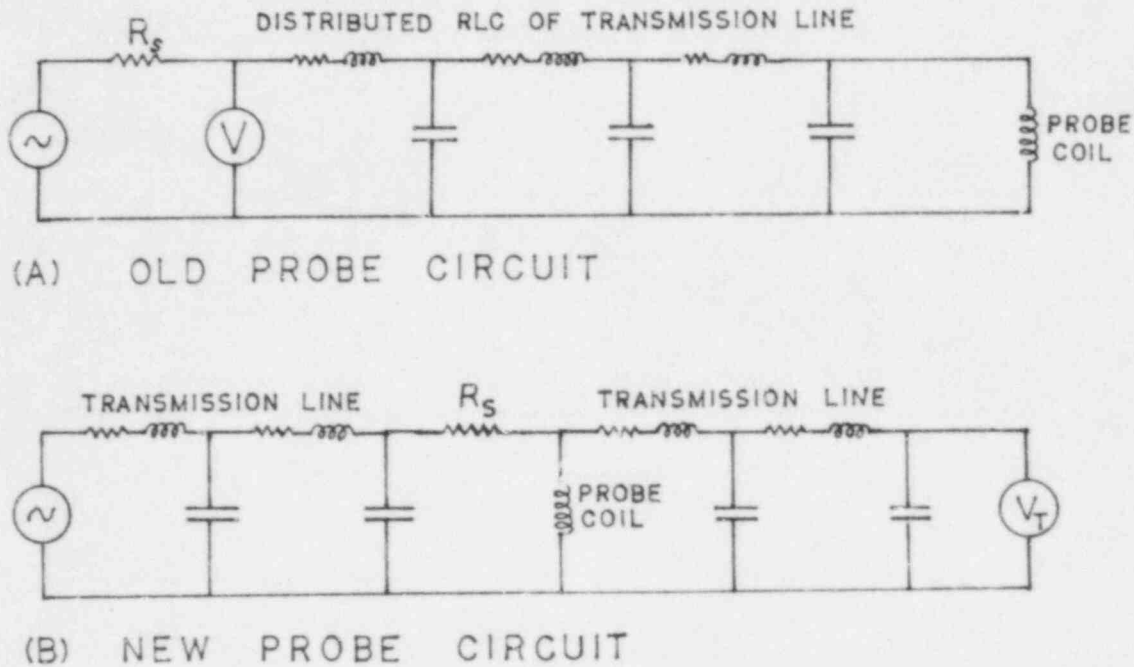 DISTRIBUTED RLC OF TRANSMISSION LINE
Rs
V
PROBE
COIL
(A) OLD PROBE CIRCUIT
TRANSMISSION LINE
Rs
TRANSMISSION LINE
PROBE
COIL
VT
(B) NEW PROBE CIRCUIT